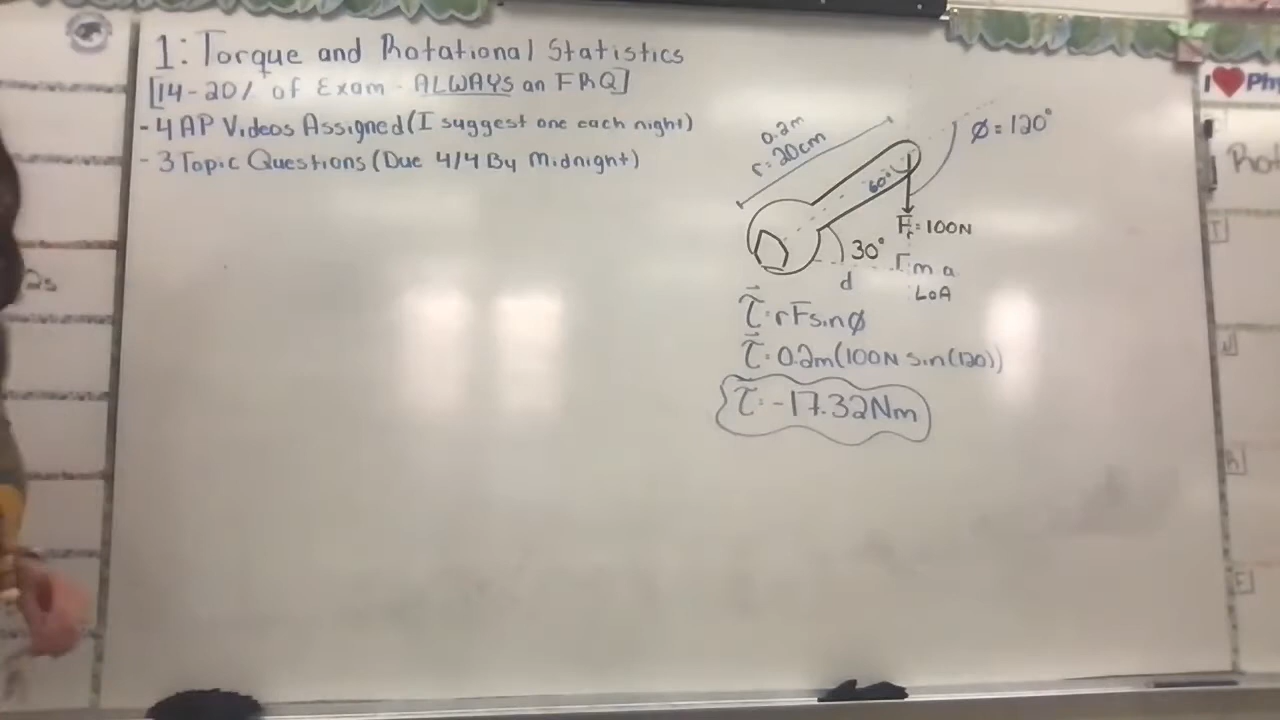 1: Torque and Rotational Statistics
[14-20% of Exam - ALWAYS an FRQ]
- 4 AP Videos Assigned (I suggest one each night)
- 3 Topic Questions (Due 4/4 By Midnight)
0.2m
r = 20cm
ϕ = 120°
60°
F = 100N
30°
d
m a
LoA
τ = rFsinϕ
τ = 0.2m(100N sin(120))
τ = -17.32Nm
I ❤ Phy
Rot